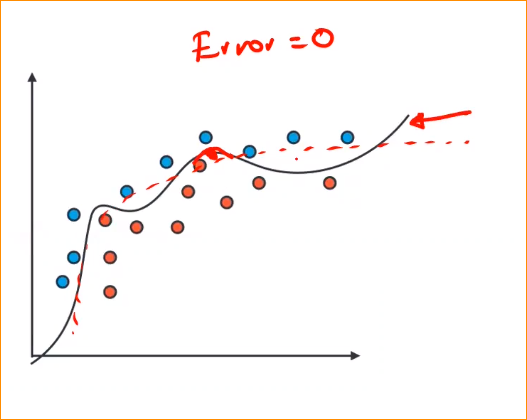 Error = 0